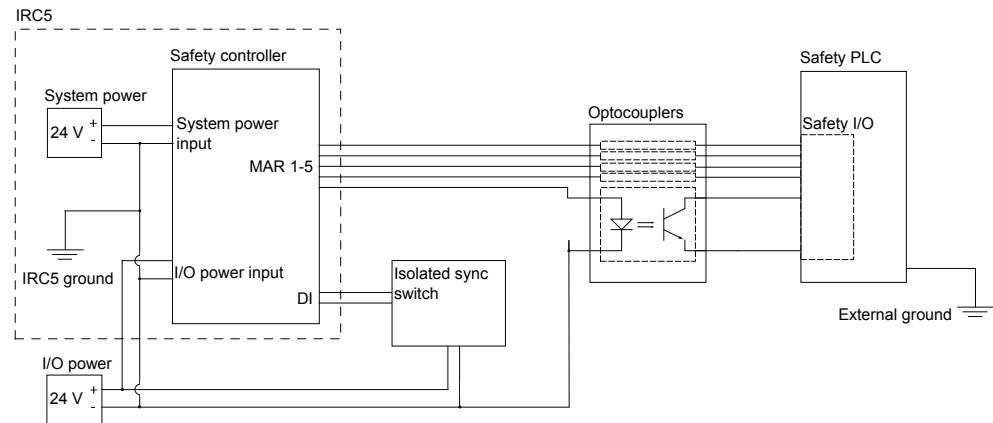 IRC5
Safety controller
Safety PLC
System power
24 V
+
-
System power
input
Optocouplers
Safety I/O
MAR 1-5
IRC5 ground
I/O power input
Isolated sync
switch
DI
External ground
I/O power
24 V
+
-